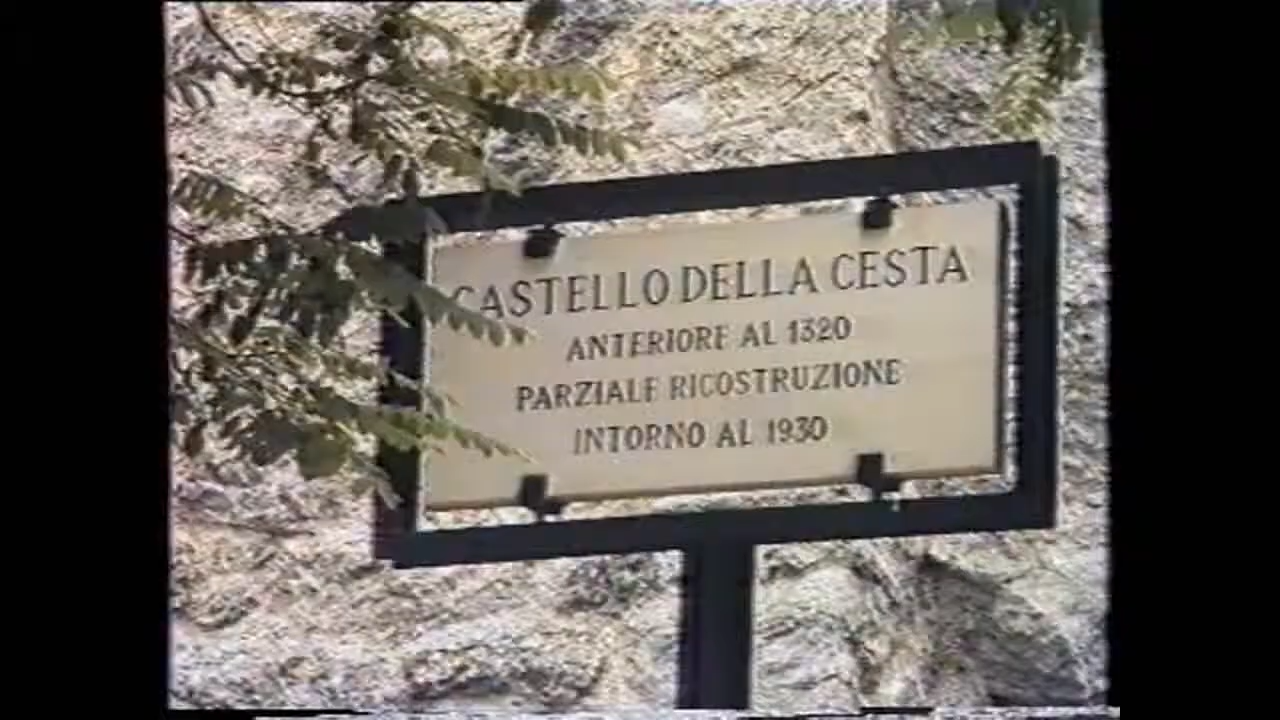 CASTELLO DELLA CESTA
ANTERIORE AL 1320
PARZIALE RICOSTRUZIONE
INTORNO AL 1930